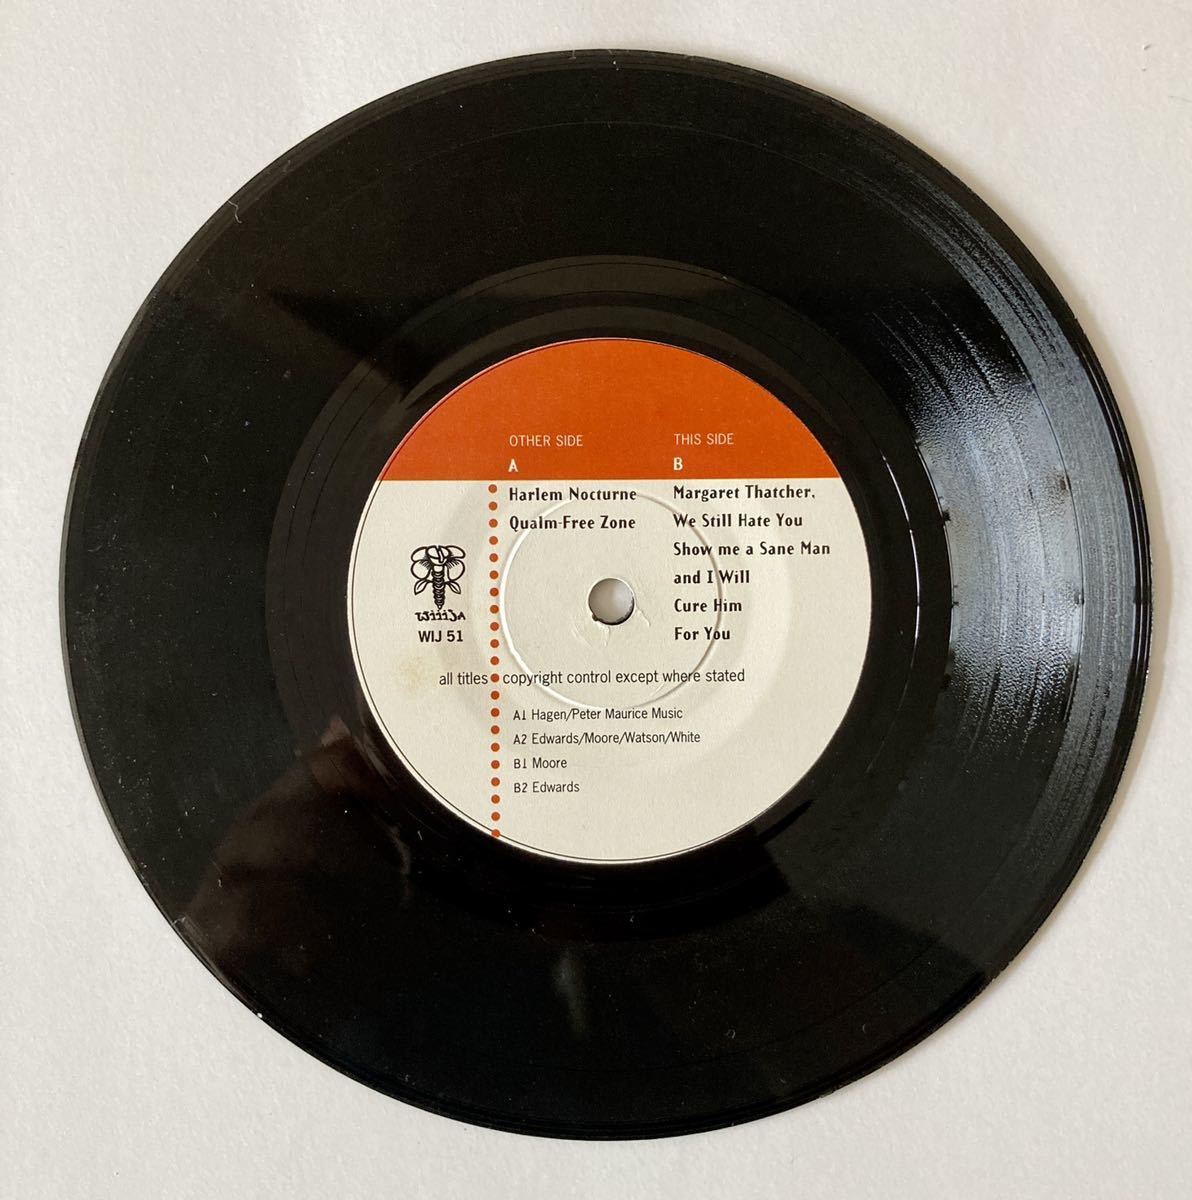 OTHER SIDE
A
Harlem Nocturne
Qualm-Free Zone
THIS SIDE
B
Margaret Thatcher,
We Still Hate You
Show me a Sane Man
and I Will
Cure Him
For You
Wiiija
WIJ 51
all titles copyright control except where stated
A1 Hagen/Peter Maurice Music
A2 Edwards/Moore/Watson/White
B1 Moore
B2 Edwards